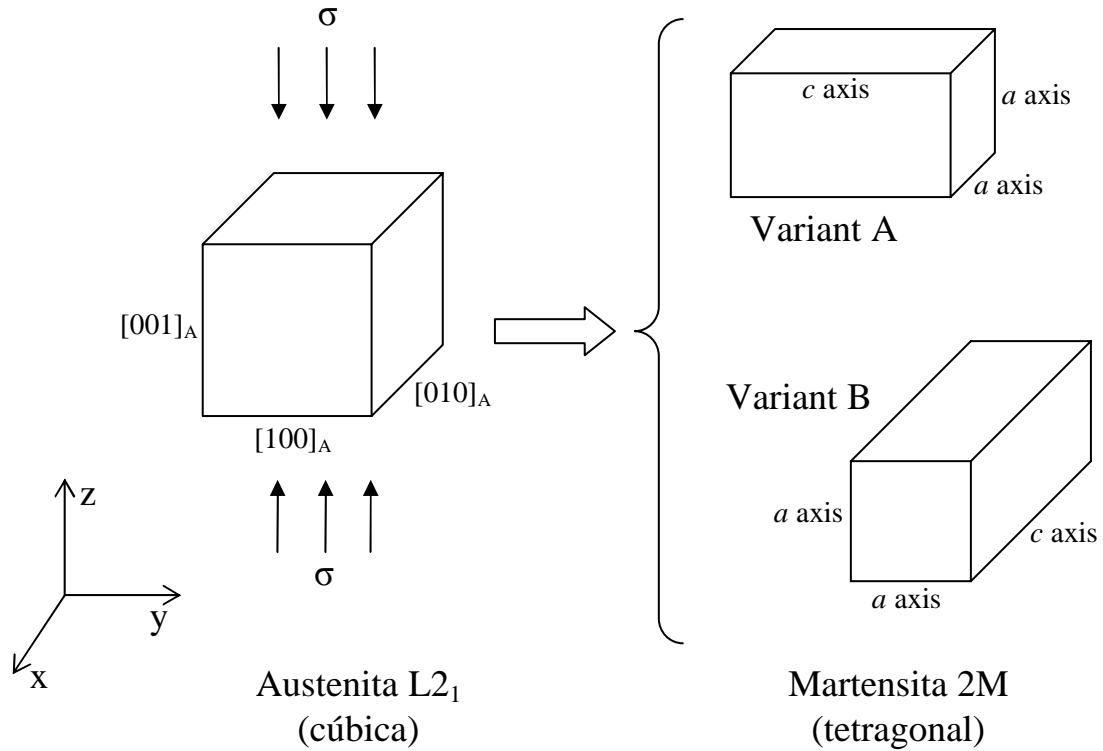 σ
c axis
a axis
a axis
Variant A
[001]A
[010]A
[100]A
Variant B
a axis
c axis
a axis
σ
z
y
x
Austenita L21
(cúbica)
Martensita 2M
(tetragonal)